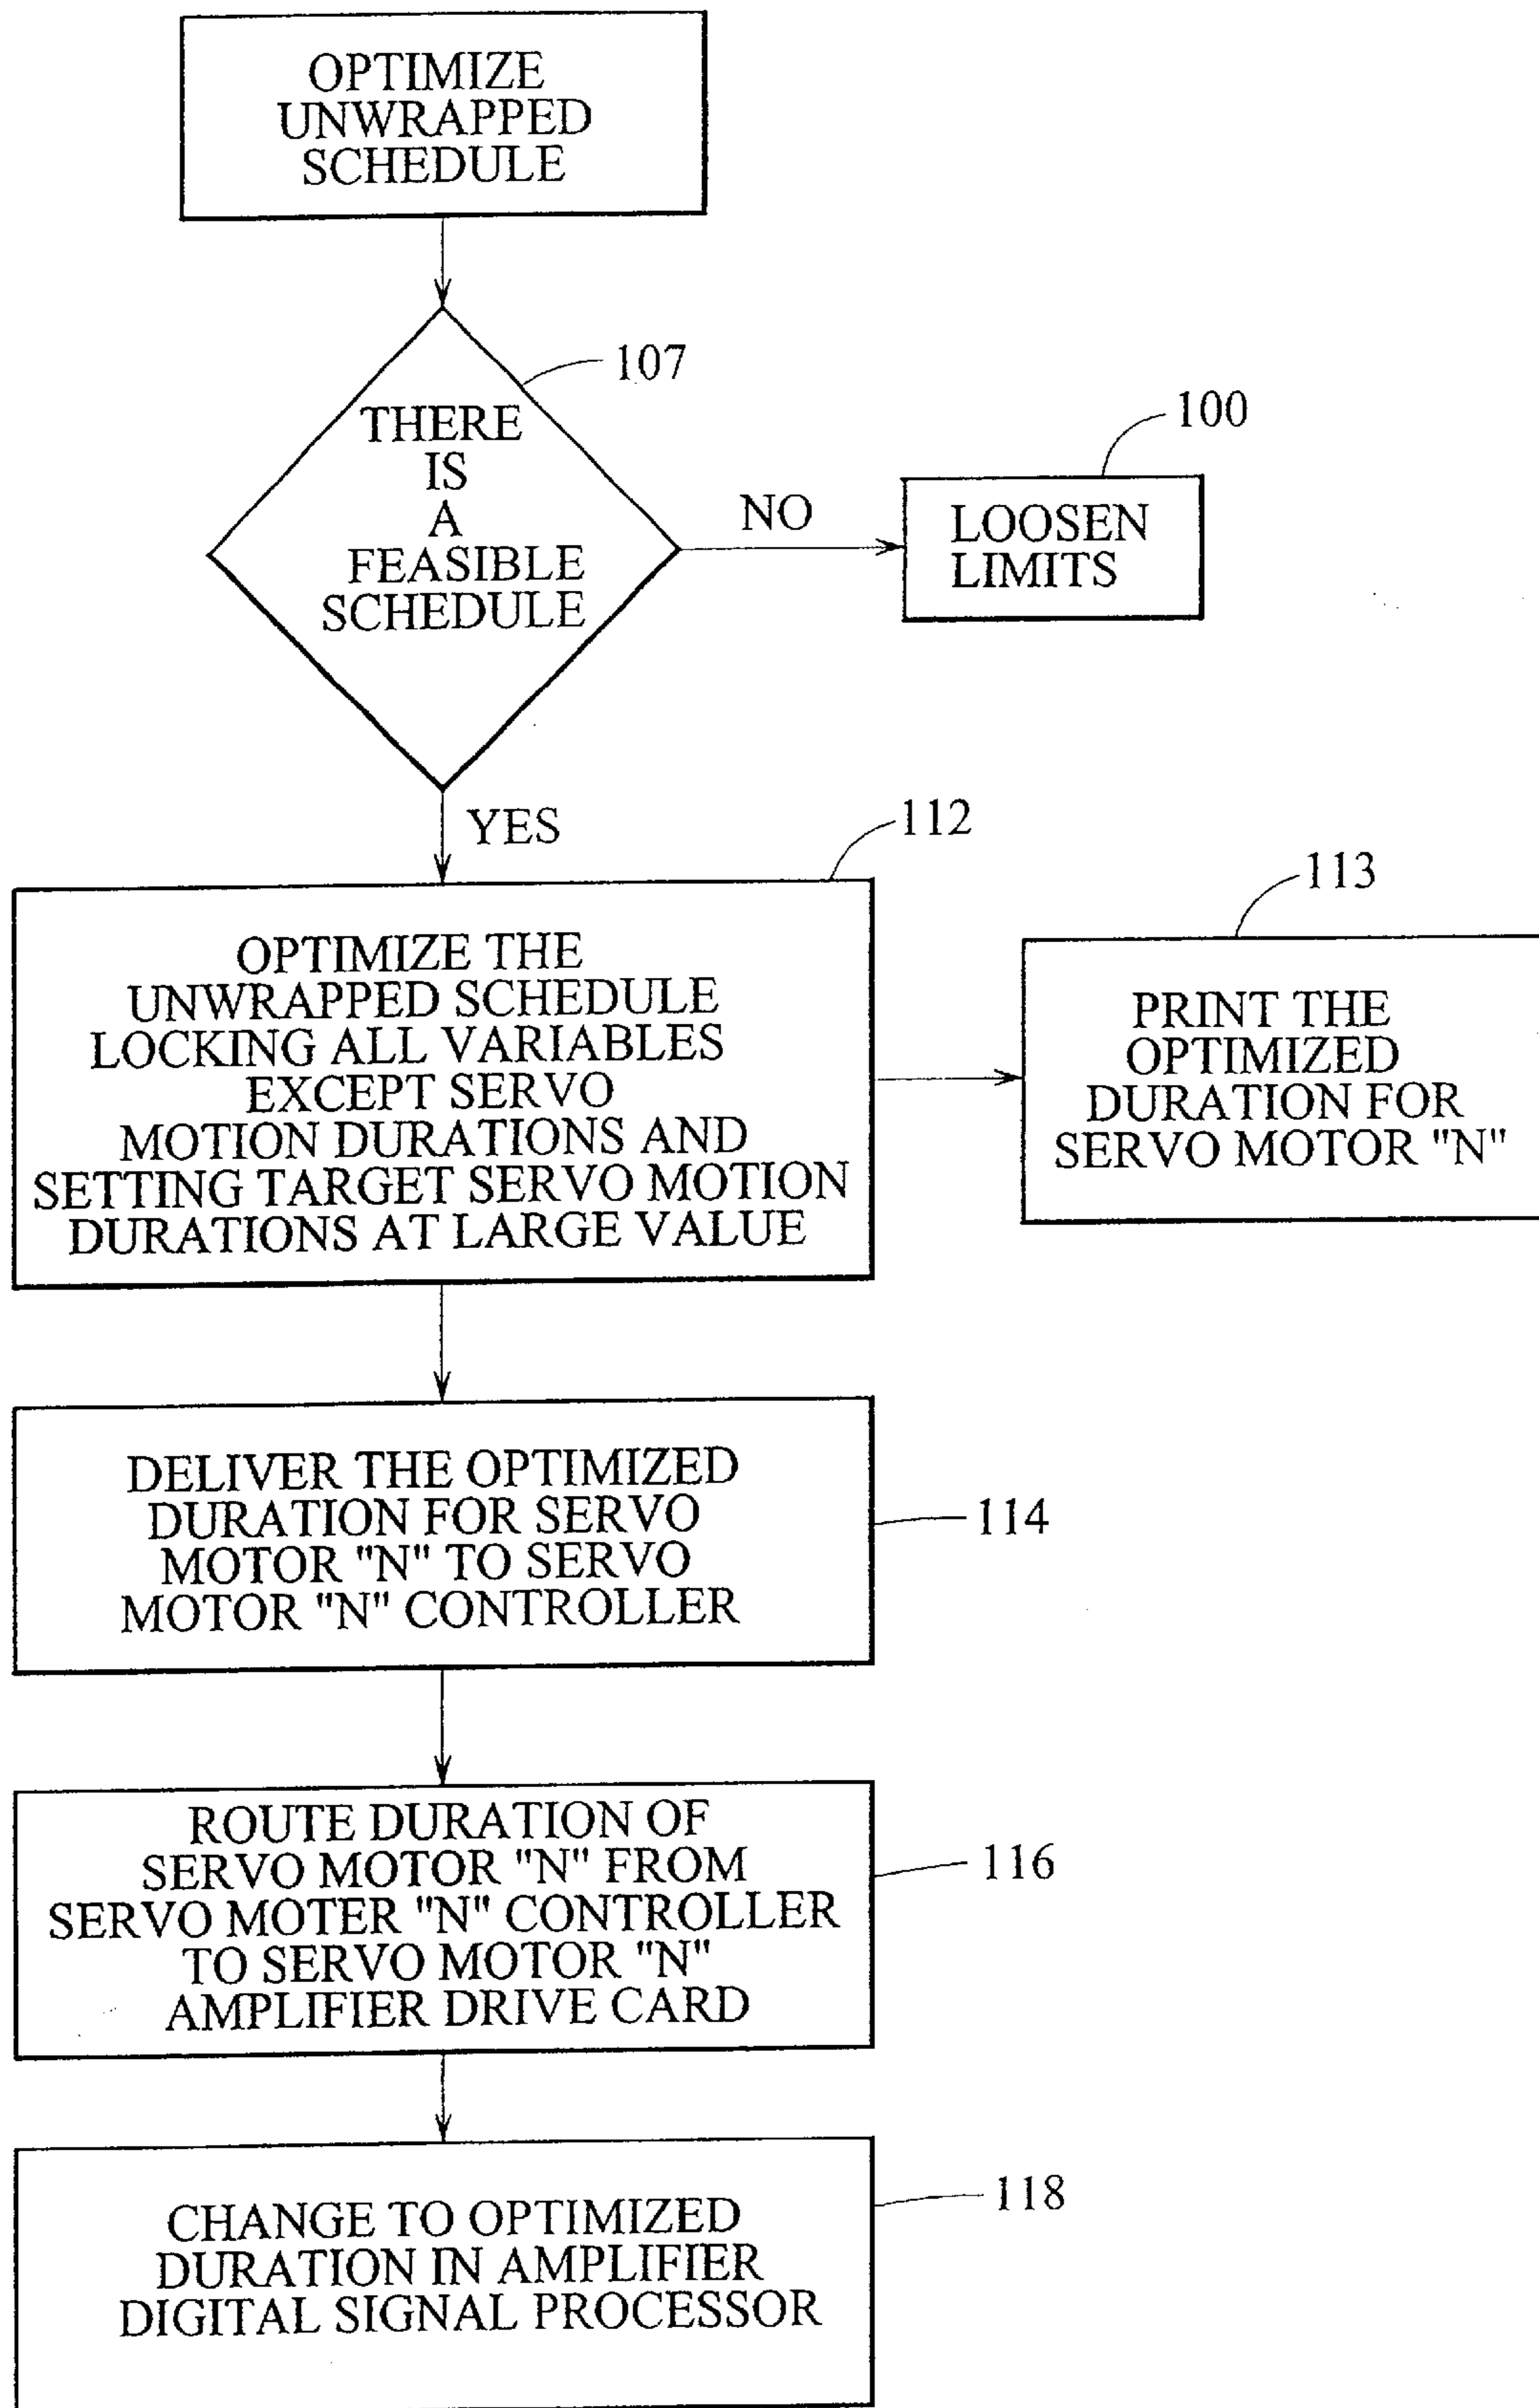 OPTIMIZE
UNWRAPPED
SCHEDULE
107
THERE
IS
A
FEASIBLE
SCHEDULE
NO
100
LOOSEN
LIMITS
YES
112
OPTIMIZE THE
UNWRAPPED SCHEDULE
LOCKING ALL VARIABLES
EXCEPT SERVO
MOTION DURATIONS AND
SETTING TARGET SERVO MOTION
DURATIONS AT LARGE VALUE
113
PRINT THE
OPTIMIZED
DURATION FOR
SERVO MOTOR "N"
DELIVER THE OPTIMIZED
DURATION FOR SERVO
MOTOR "N" TO SERVO
MOTOR "N" CONTROLLER
114
ROUTE DURATION OF
SERVO MOTOR "N" FROM
SERVO MOTER "N" CONTROLLER
TO SERVO MOTOR "N"
AMPLIFIER DRIVE CARD
116
CHANGE TO OPTIMIZED
DURATION IN AMPLIFIER
DIGITAL SIGNAL PROCESSOR
118